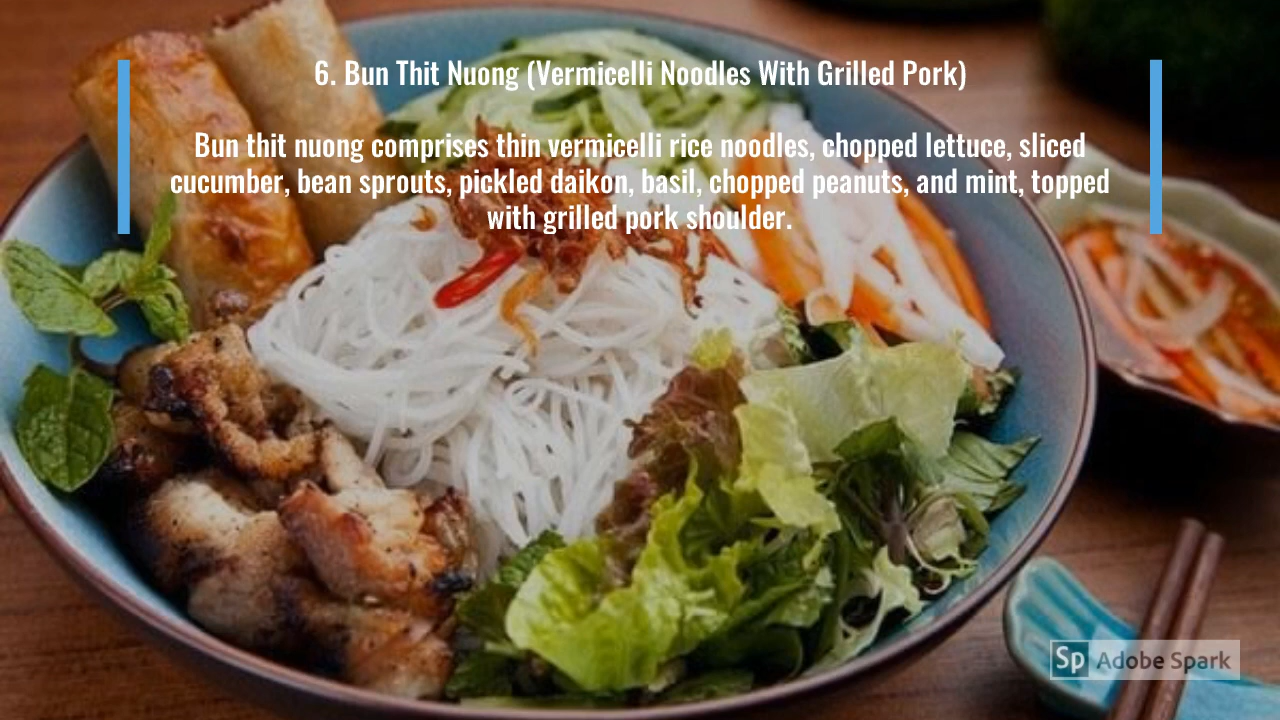 6. Bun Thit Nuong (Vermicelli Noodles With Grilled Pork)
Bun thit nuong comprises thin vermicelli rice noodles, chopped lettuce, sliced
cucumber, bean sprouts, pickled daikon, basil, chopped peanuts, and mint, topped
with grilled pork shoulder.
Sp Adobe Spark